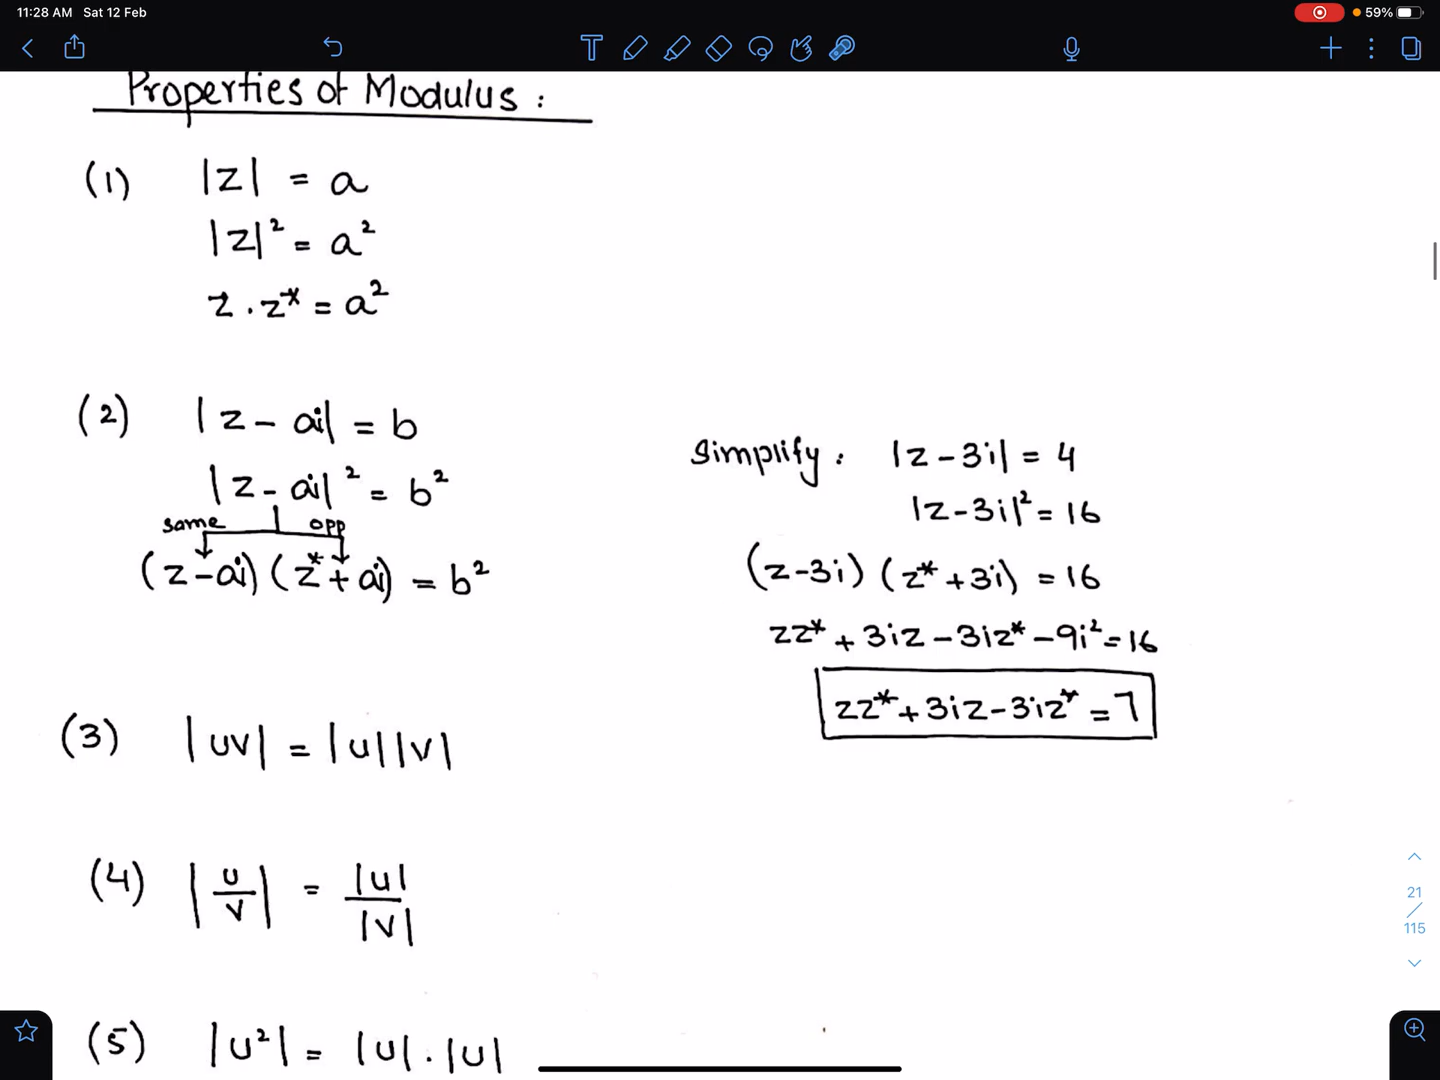 11:28 AM Sat 12 Feb
59%
Properties of Modulus :
(1) |z| = a
|z|² = a²
z . z* = a²
(2) |z - ai| = b
|z - ai|² = b²
same opp
(z - ai) (z* + ai) = b²
Simplify : |z - 3i| = 4
|z - 3i|² = 16
(z - 3i) (z* + 3i) = 16
zz* + 3iz - 3iz* - 9i² = 16
zz* + 3iz - 3iz* = 7
(3) |uv| = |u||v|
(4) |u/v| = |u|/|v|
(5) |u²| = |u| . |u|
21
/
115